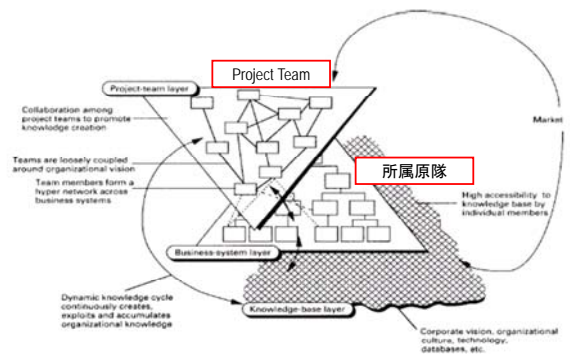 Project Team
Project-team layer
Collaboration among
project teams to promote
knowledge creation
Market
Teams are loosely coupled
around organizational vision
所属原隊
Team members form a
hyper network across
business systems
High accessibility to
knowledge base by
individual members
Business-system layer
Dynamic knowledge cycle
continuously creates,
exploits and accumulates
organizational knowledge
Knowledge-base layer
Corporate vision, organizational
culture, technology,
databases, etc.